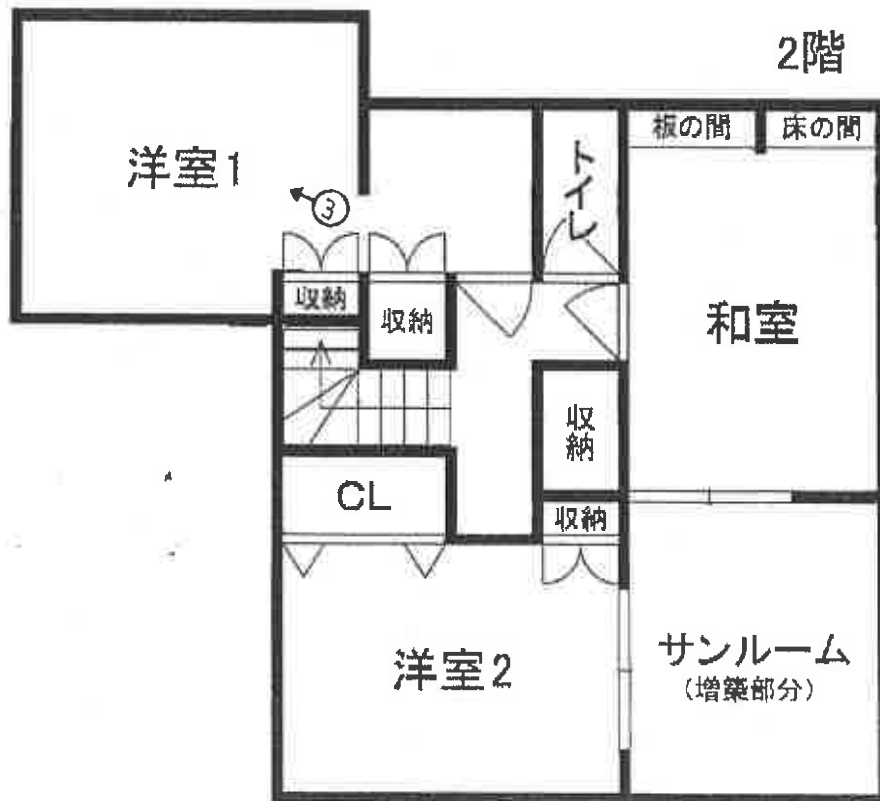 2階
板の間
床の間
洋室1
トイレ
③
収納
収納
和室
収納
CL
収納
洋室2
サンルーム
（増築部分）